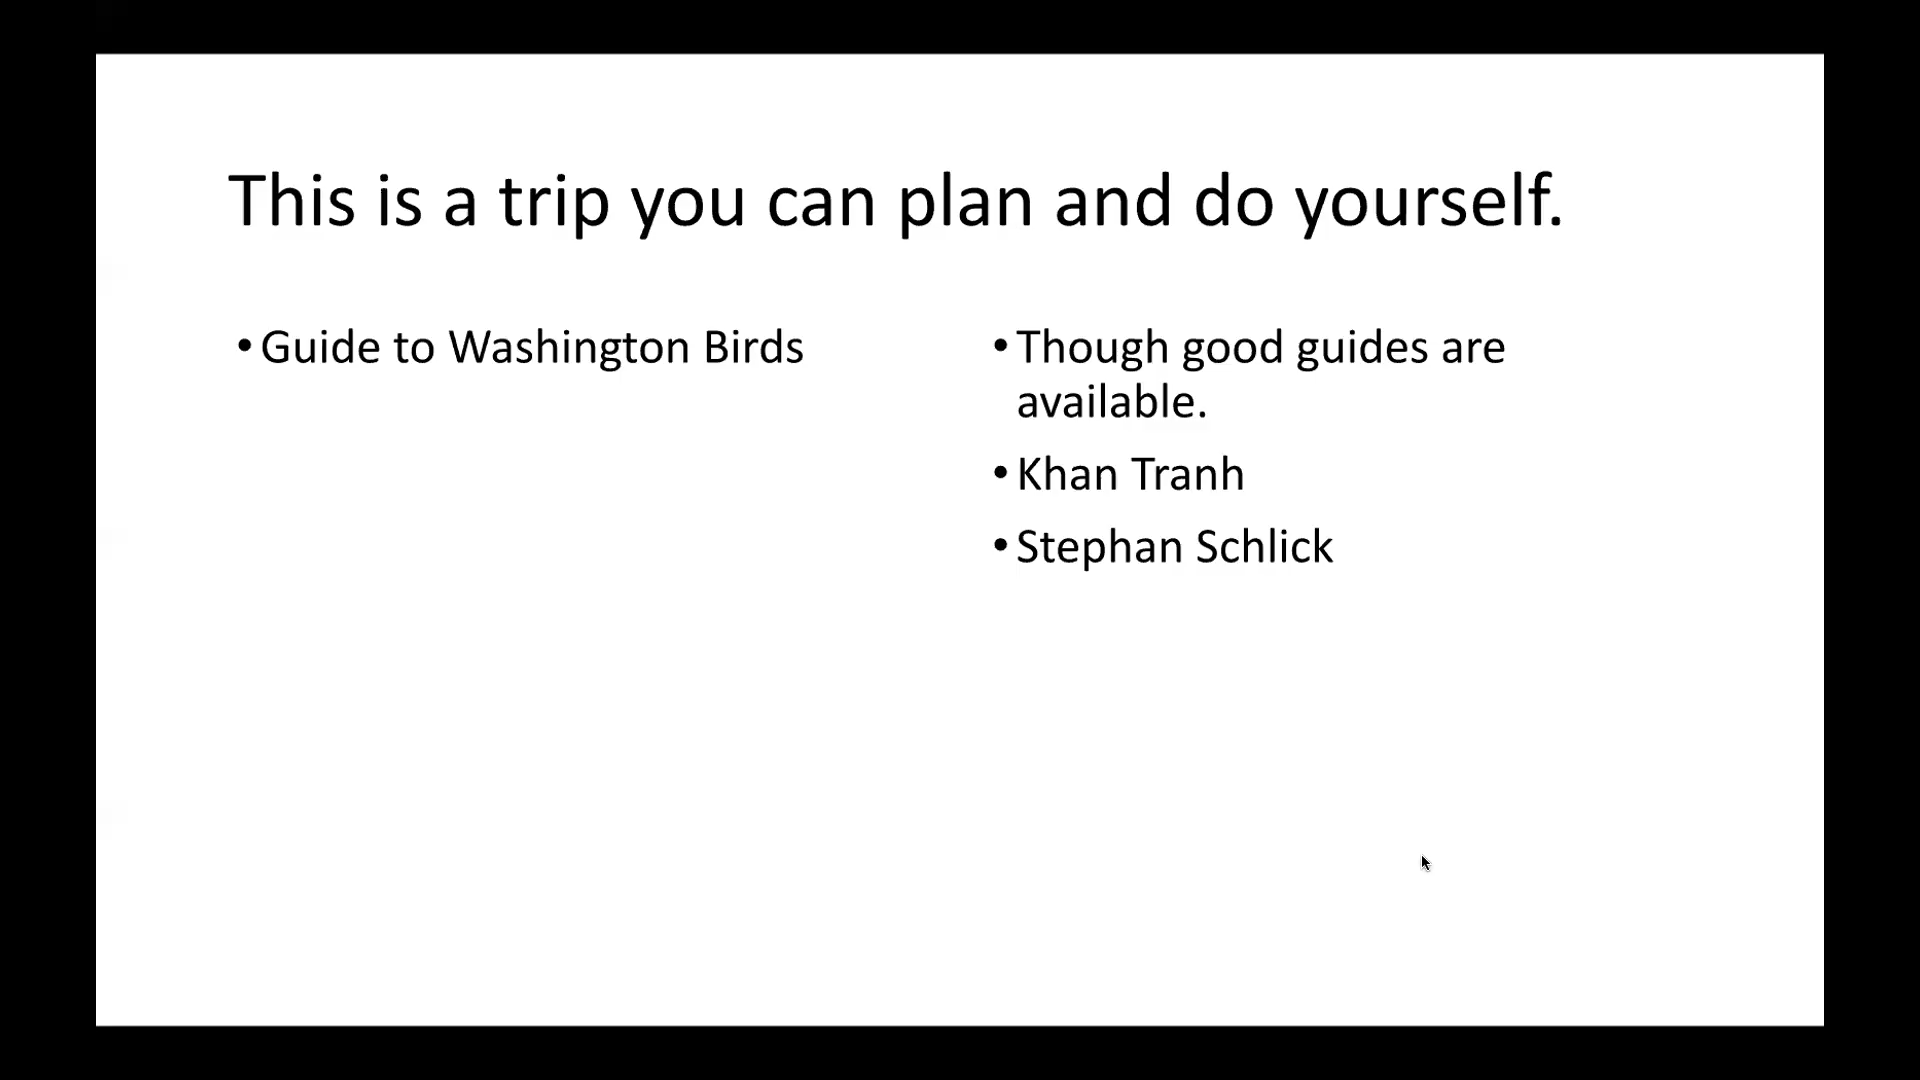 This is a trip you can plan and do yourself.
• Guide to Washington Birds
• Though good guides are
available.
• Khan Tranh
• Stephan Schlick